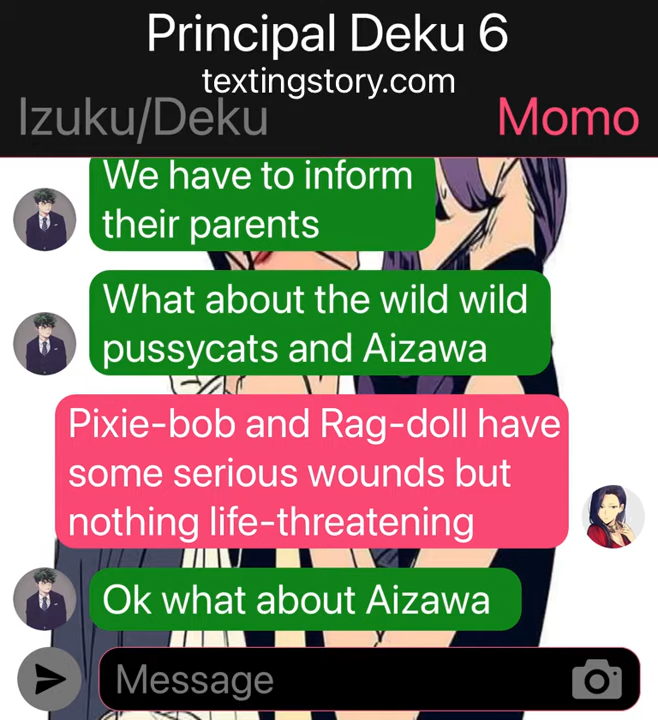 Principal Deku 6
textingstory.com
Izuku/Deku
Momo
We have to inform
their parents
What about the wild wild
pussycats and Aizawa
Pixie-bob and Rag-doll have
some serious wounds but
nothing life-threatening
Ok what about Aizawa
Message